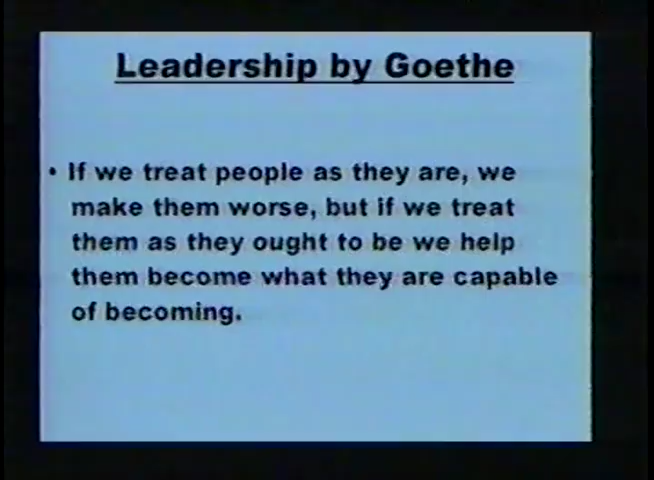 Leadership by Goethe
• If we treat people as they are, we
make them worse, but if we treat
them as they ought to be we help
them become what they are capable
of becoming.